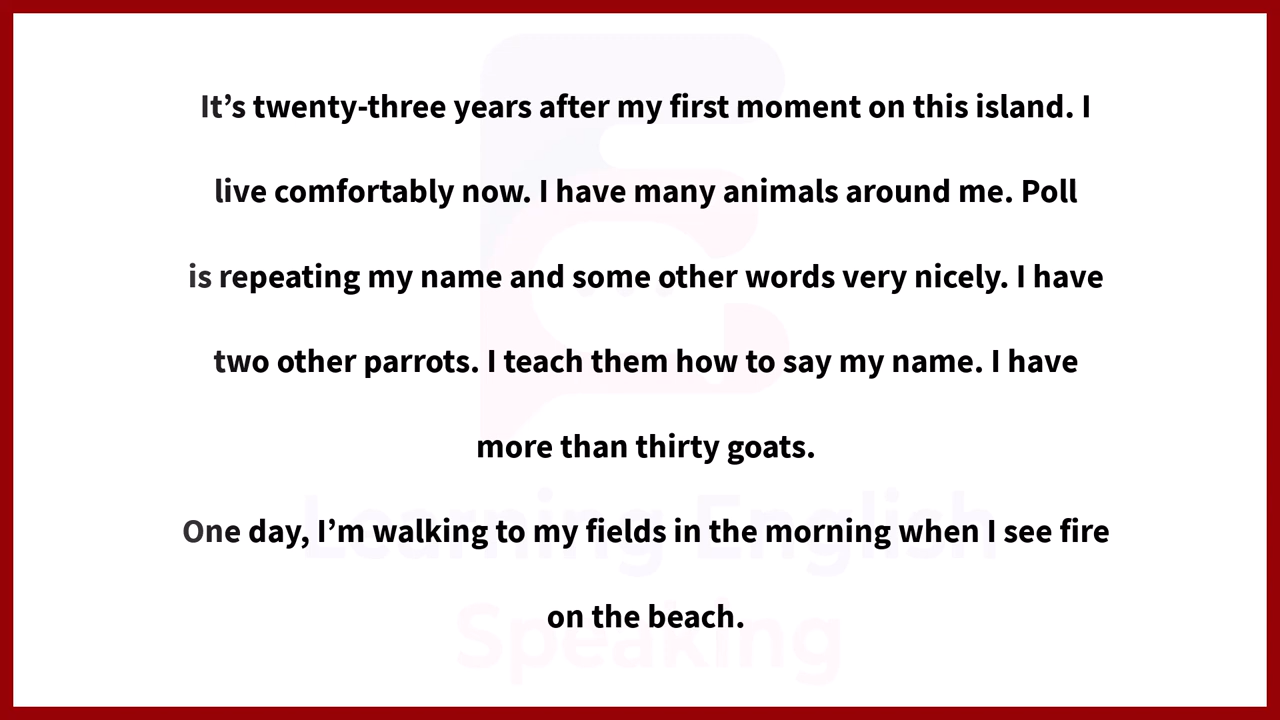 It’s twenty-three years after my first moment on this island. I
live comfortably now. I have many animals around me. Poll
is repeating my name and some other words very nicely. I have
two other parrots. I teach them how to say my name. I have
more than thirty goats.
One day, I’m walking to my fields in the morning when I see fire
on the beach.
Learning English
Speaking